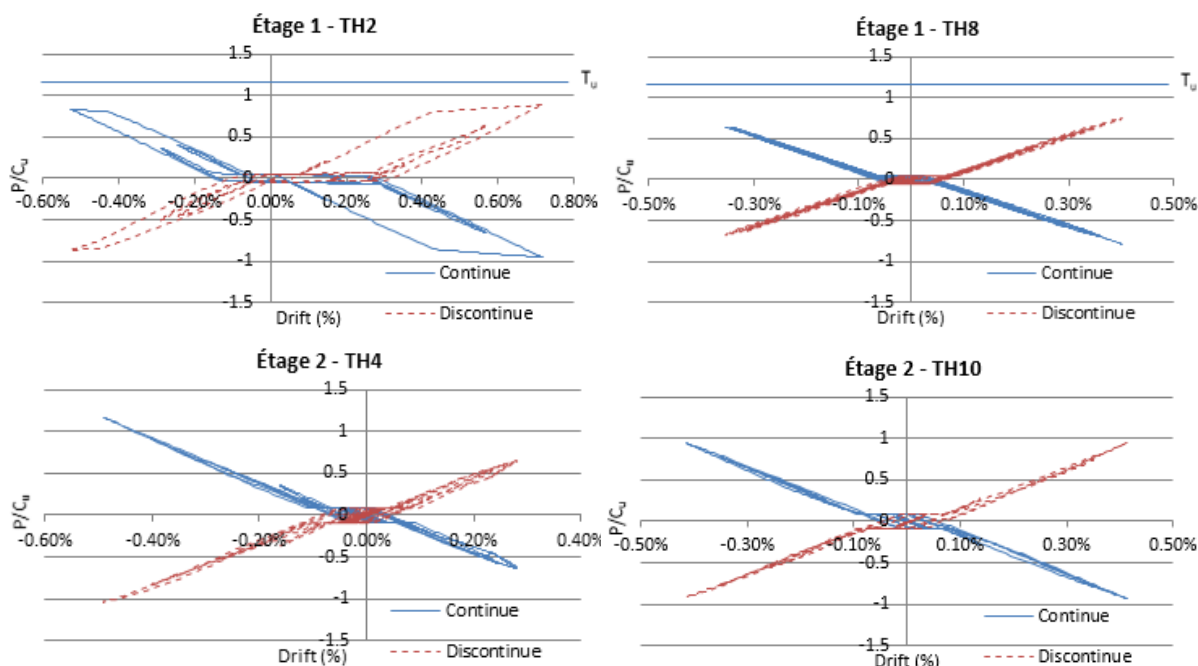 Étage 1 - TH2
1.5
1
0.5
0
-0.5
-1
-1.5
-0.60%
-0.40%
-0.20%
0.00%
0.20%
0.40%
0.60%
0.80%
P/Cu
Tu
Continue
Discontinue
Drift (%)
Étage 1 - TH8
1.5
1
0.5
0
-0.5
-1
-1.5
-0.50%
-0.30%
-0.10%
0.10%
0.30%
0.50%
P/Cu
Tu
Continue
Discontinue
Drift (%)
Étage 2 - TH4
1.5
1
0.5
0
-0.5
-1
-1.5
-0.60%
-0.40%
-0.20%
0.00%
0.20%
0.40%
P/Cu
Continue
Discontinue
Drift (%)
Étage 2 - TH10
1.5
1
0.5
0
-0.5
-1
-1.5
-0.50%
-0.30%
-0.10%
0.10%
0.30%
0.50%
P/Cu
Continue
Discontinue
Drift (%)